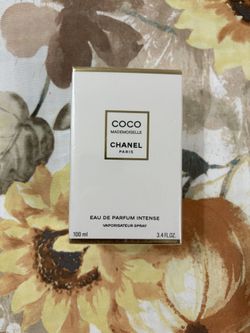 COCO
MADEMOISELLE
CHANEL
PARIS
EAU DE PARFUM INTENSE
VAPORISATEUR SPRAY
100 ml 3.4 FL. OZ.